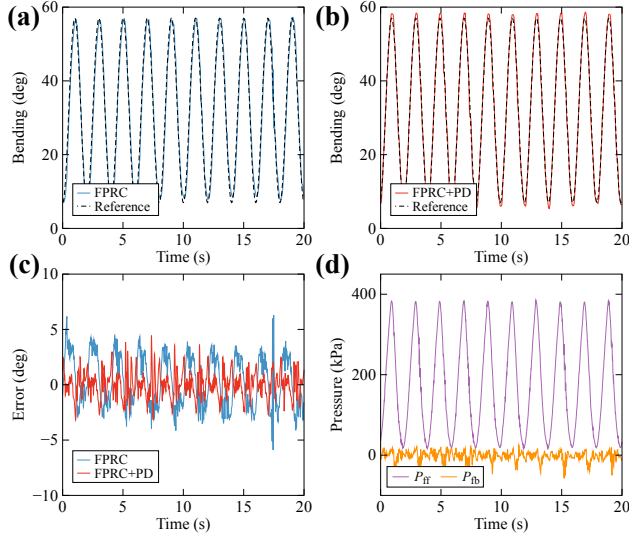 (a)
60
40
20
0
Bending (deg)
FPRC
Reference
0 5 10 15 20
Time (s)
(b)
60
40
20
0
Bending (deg)
FPRC+PD
Reference
0 5 10 15 20
Time (s)
(c)
10
5
0
−5
−10
Error (deg)
FPRC
FPRC+PD
0 5 10 15 20
Time (s)
(d)
400
200
0
Pressure (kPa)
Pff Pfb
0 5 10 15 20
Time (s)